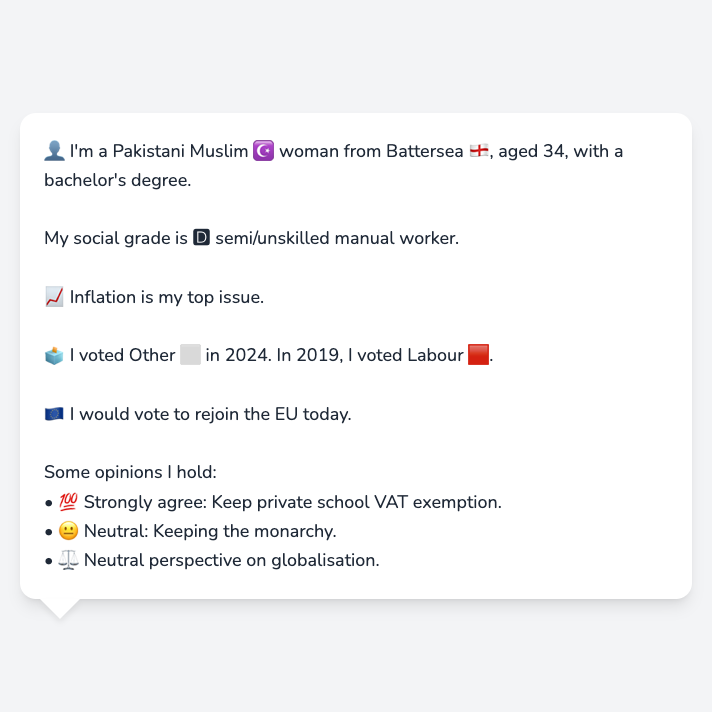 👤 I'm a Pakistani Muslim ☪️ woman from Battersea 🏴󠁧󠁢󠁥󠁮󠁧󠁿, aged 34, with a
bachelor's degree.
My social grade is 🅳 semi/unskilled manual worker.
📈 Inflation is my top issue.
🗳️ I voted Other ⬜ in 2024. In 2019, I voted Labour 🟥.
🇪🇺 I would vote to rejoin the EU today.
Some opinions I hold:
• 💯 Strongly agree: Keep private school VAT exemption.
• 😐 Neutral: Keeping the monarchy.
• ⚖️ Neutral perspective on globalisation.